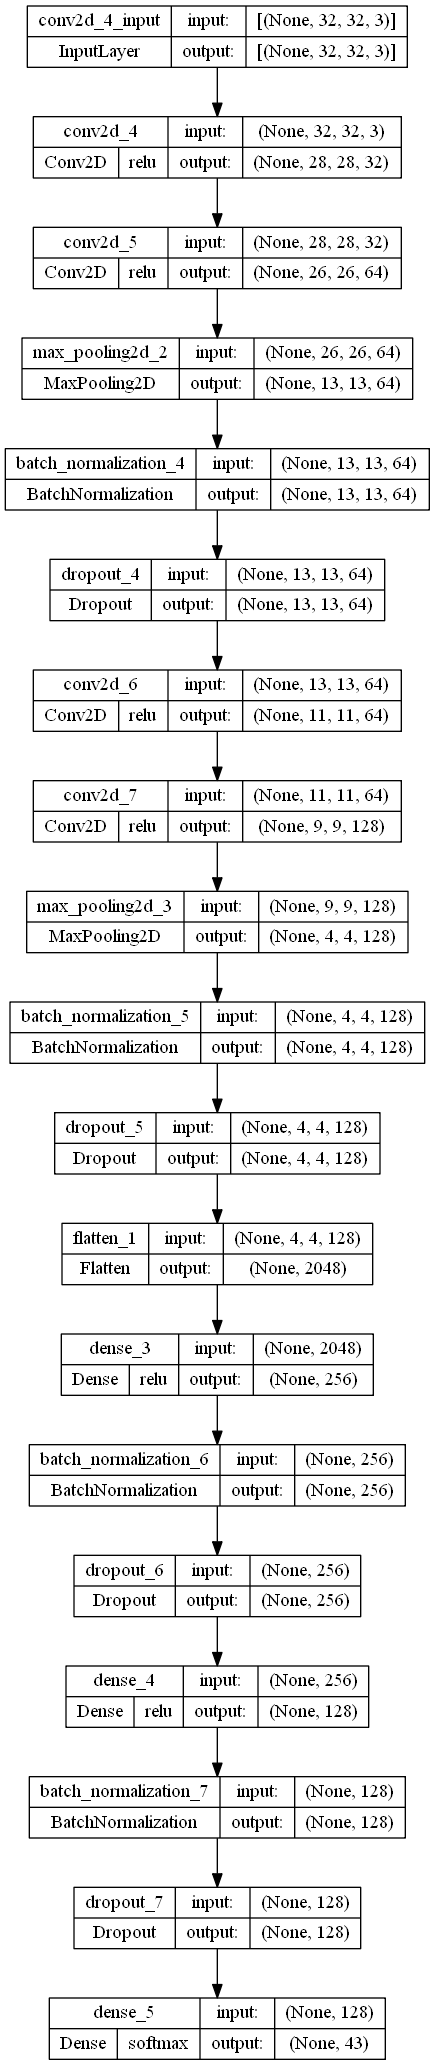 conv2d_4_input input: [(None, 32, 32, 3)]
InputLayer output: [(None, 32, 32, 3)]
conv2d_4 input: (None, 32, 32, 3)
Conv2D relu output: (None, 28, 28, 32)
conv2d_5 input: (None, 28, 28, 32)
Conv2D relu output: (None, 26, 26, 64)
max_pooling2d_2 input: (None, 26, 26, 64)
MaxPooling2D output: (None, 13, 13, 64)
batch_normalization_4 input: (None, 13, 13, 64)
BatchNormalization output: (None, 13, 13, 64)
dropout_4 input: (None, 13, 13, 64)
Dropout output: (None, 13, 13, 64)
conv2d_6 input: (None, 13, 13, 64)
Conv2D relu output: (None, 11, 11, 64)
conv2d_7 input: (None, 11, 11, 64)
Conv2D relu output: (None, 9, 9, 128)
max_pooling2d_3 input: (None, 9, 9, 128)
MaxPooling2D output: (None, 4, 4, 128)
batch_normalization_5 input: (None, 4, 4, 128)
BatchNormalization output: (None, 4, 4, 128)
dropout_5 input: (None, 4, 4, 128)
Dropout output: (None, 4, 4, 128)
flatten_1 input: (None, 4, 4, 128)
Flatten output: (None, 2048)
dense_3 input: (None, 2048)
Dense relu output: (None, 256)
batch_normalization_6 input: (None, 256)
BatchNormalization output: (None, 256)
dropout_6 input: (None, 256)
Dropout output: (None, 256)
dense_4 input: (None, 256)
Dense relu output: (None, 128)
batch_normalization_7 input: (None, 128)
BatchNormalization output: (None, 128)
dropout_7 input: (None, 128)
Dropout output: (None, 128)
dense_5 input: (None, 128)
Dense softmax output: (None, 43)